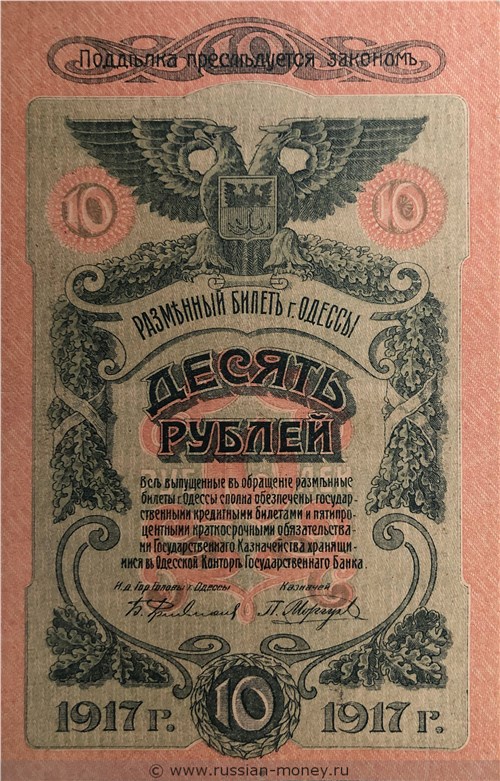 Поддѣлка преслѣдуется закономъ
10 10
РАЗМѢННЫЙ БИЛЕТЪ г. ОДЕССЫ
ДЕСЯТЬ
РУБЛЕЙ
Всѣ выпущенные въ обращение размѣнные
билеты г. Одессы сполна обезпечены государ-
ственными кредитными билетами и пятипро-
центными краткосрочными обязательства-
ми Государственнаго Казначейства хранящи-
мися въ Одесской Конторѣ Государственнаго Банка.
И. д. Гор. Головы г. Одессы Казначей
1917 г. 10 1917 г.
© www.russian-money.ru